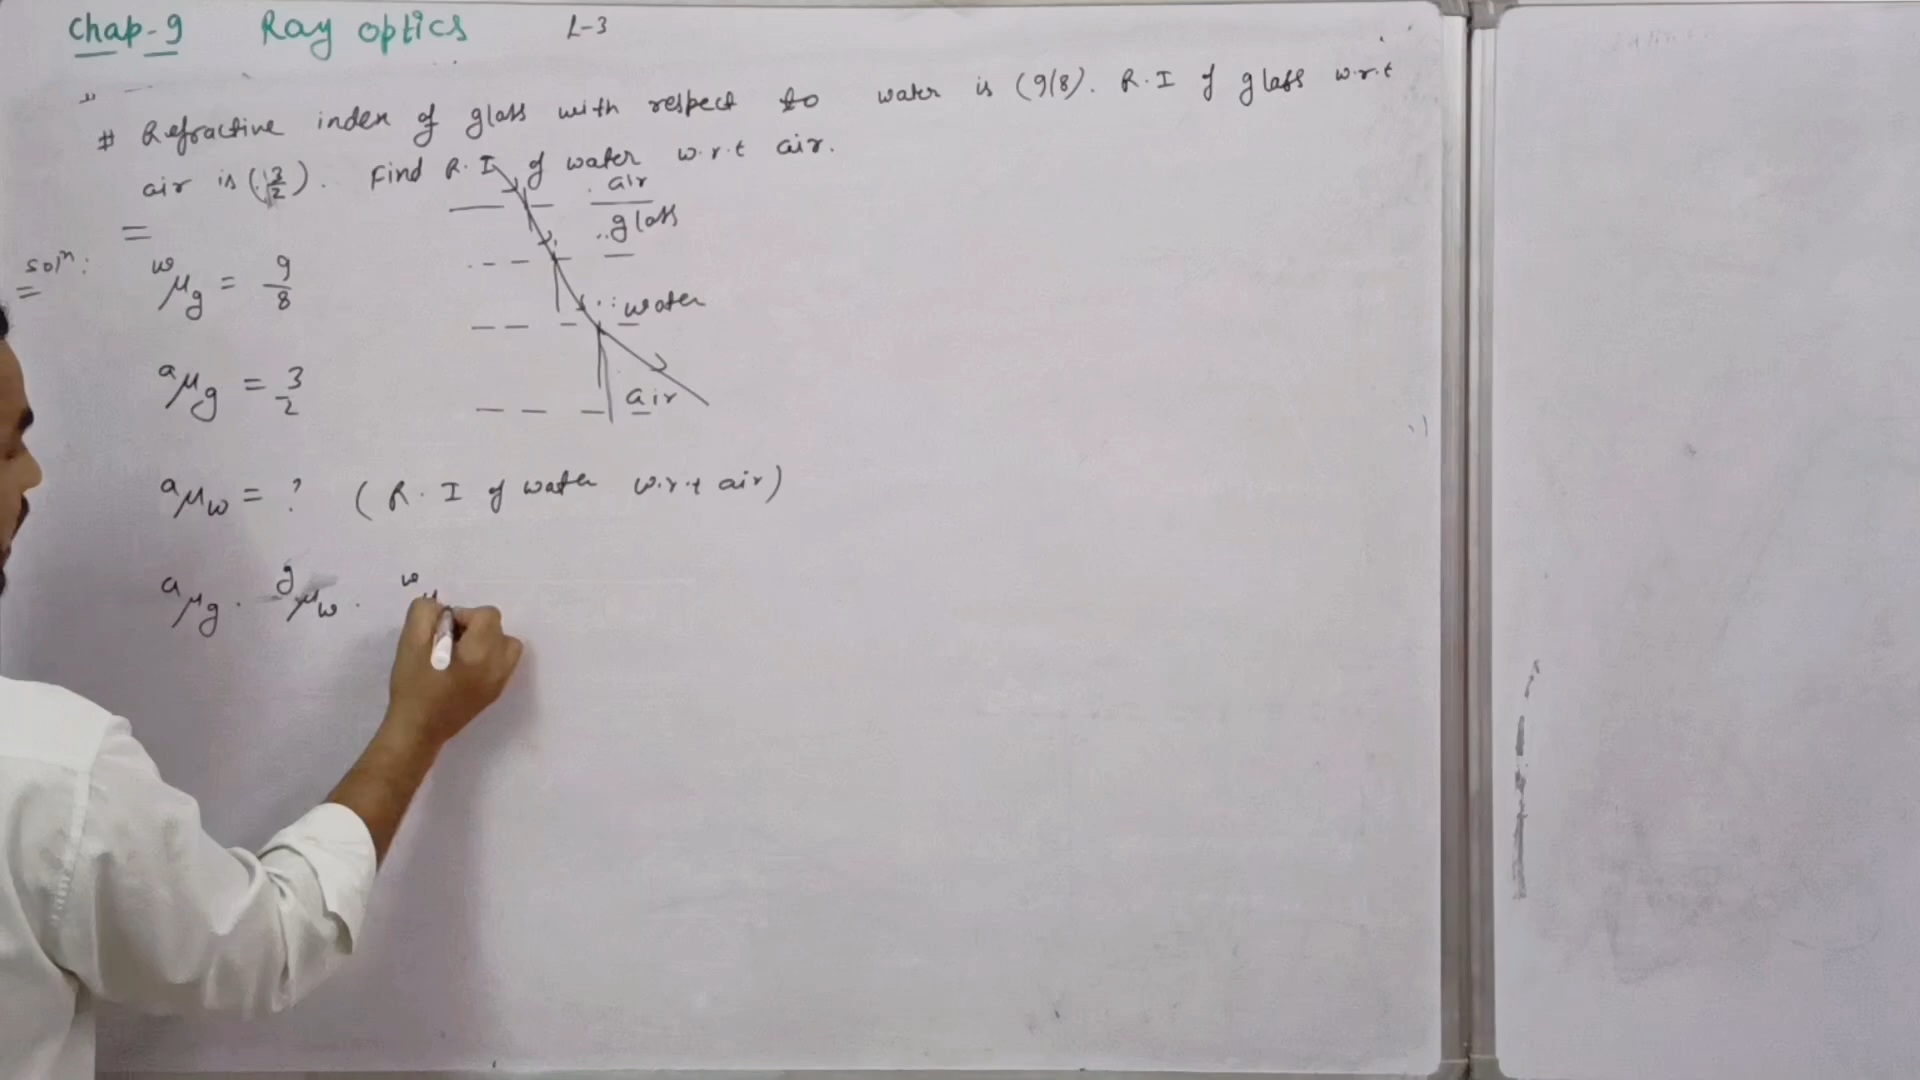 Chap-9 Ray optics L-3
# Refractive index of glass with respect to water is (9/8). R.I of glass w.r.t
air is (3/2). Find R.I of water w.r.t air.
air
glass
water
air
soln:
wμg = 9/8
aμg = 3/2
aμw = ? (R.I of water w.r.t air)
aμg . gμw . wμ